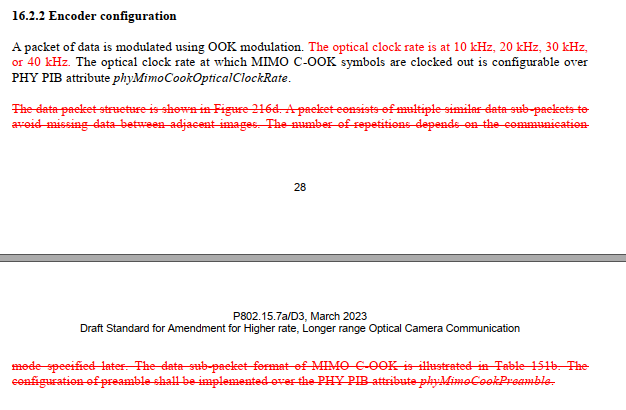 16.2.2 Encoder configuration
A packet of data is modulated using OOK modulation. The optical clock rate is at 10 kHz, 20 kHz, 30 kHz,
or 40 kHz. The optical clock rate at which MIMO C-OOK symbols are clocked out is configurable over
PHY PIB attribute phyMimoCookOpticalClockRate.
The data packet structure is shown in Figure 216d. A packet consists of multiple similar data sub-packets to
avoid missing data between adjacent images. The number of repetitions depends on the communication
28
P802.15.7a/D3, March 2023
Draft Standard for Amendment for Higher rate, Longer range Optical Camera Communication
mode specified later. The data sub-packet format of MIMO C-OOK is illustrated in Table 151b. The
configuration of preamble shall be implemented over the PHY PIB attribute phyMimoCookPreamble.